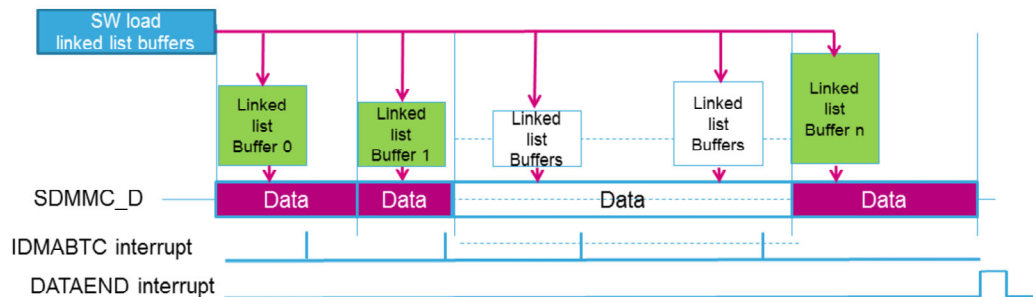 SW load
linked list buffers
Linked
list
Buffer 0
Linked
list
Buffer 1
Linked
list
Buffers
Linked
list
Buffers
Linked
list
Buffer n
SDMMC_D
Data
Data
Data
Data
IDMABTC interrupt
DATAEND interrupt